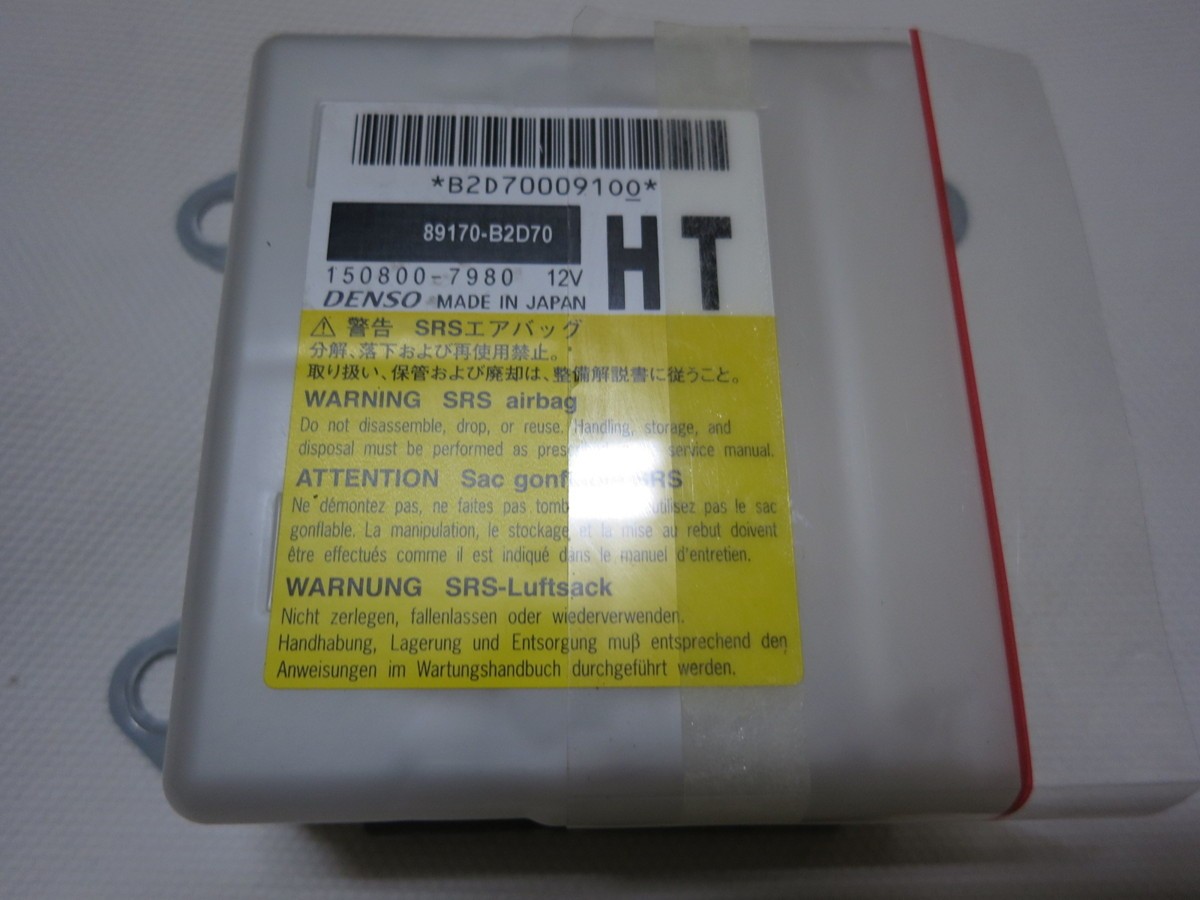 *B2D70009100*
89170-B2D70
HT
150800-7980 12V
DENSO MADE IN JAPAN
⚠ 警告 SRSエアバッグ
分解、落下および再使用禁止。
取り扱い、保管および廃却は、整備解説書に従うこと。
WARNING SRS airbag
Do not disassemble, drop, or reuse. Handling, storage, and
disposal must be performed as service manual.
ATTENTION Sac SRS
Ne démontez pas, ne faites pas pas le sac
gonflable. La manipulation, le stockage et la mise au rebut doivent
être effectués comme il est indiqué dans le manuel d'entretien.
WARNUNG SRS-Luftsack
Nicht zerlegen, fallenlassen oder wiederverwenden.
Handhabung, Lagerung und Entsorgung muβ entsprechend den
Anweisungen im Wartungshandbuch durchgeführt werden.